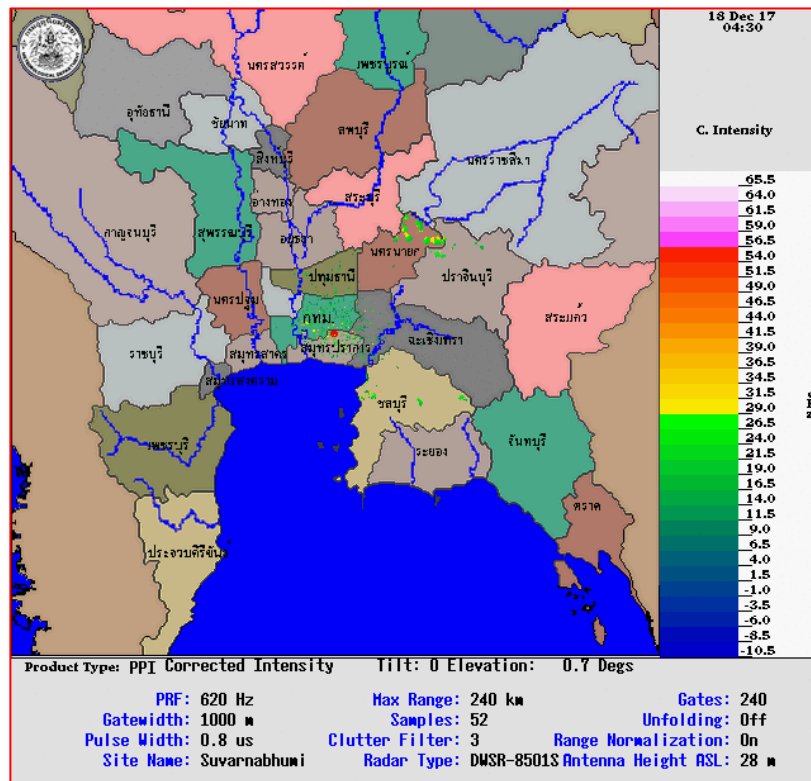 18 Dec 17
04:30
C. Intensity
65.5
64.0
61.5
59.0
56.5
54.0
51.5
49.0
46.5
44.0
41.5
39.0
36.5
34.5
31.5
29.0
26.5
24.0
21.5
19.0
16.5
14.0
11.5
9.0
6.5
4.0
1.5
-1.0
-3.5
-6.0
-8.5
-10.5
นครสวรรค์
เพชรบูรณ์
อุทัยธานี
ชัยนาท
ลพบุรี
สิงห์บุรี
นครราชสีมา
อ่างทอง
สระบุรี
กาญจนบุรี
สุพรรณบุรี
อยุธยา
นครนายก
ปราจีนบุรี
ปทุมธานี
นครปฐม
กทม.
สระแก้ว
ราชบุรี
สมุทรสาคร
สมุทรปราการ
ฉะเชิงเทรา
สมุทรสงคราม
ชลบุรี
เพชรบุรี
ระยอง
จันทบุรี
ตราด
ประจวบคีรีขันธ์
Product Type: PPI Corrected Intensity Tilt: 0 Elevation: 0.7 Degs
PRF: 620 Hz Max Range: 240 km Gates: 240
Gatewidth: 1000 m Samples: 52 Unfolding: Off
Pulse Width: 0.8 us Clutter Filter: 3 Range Normalization: On
Site Name: Suvarnabhumi Radar Type: DWSR-8501S Antenna Height ASL: 28 m